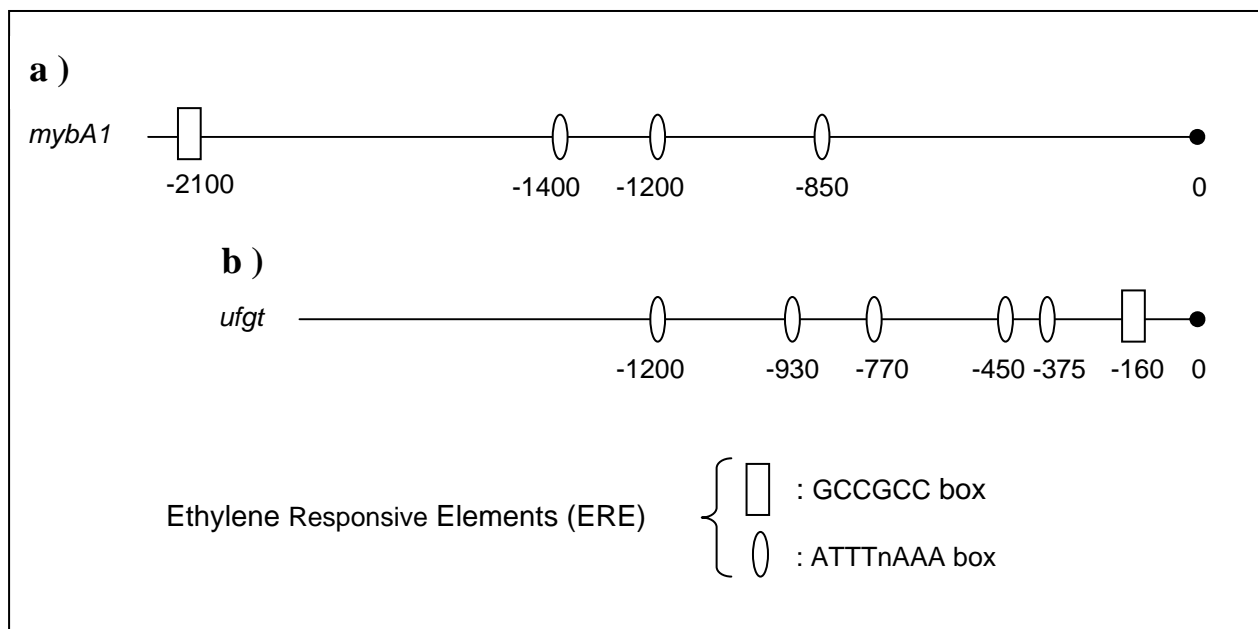 a )
mybA1
-2100 -1400 -1200 -850 0
b )
ufgt
-1200 -930 -770 -450 -375 -160 0
: GCCGCC box
Ethylene Responsive Elements (ERE)
: ATTTnAAA box